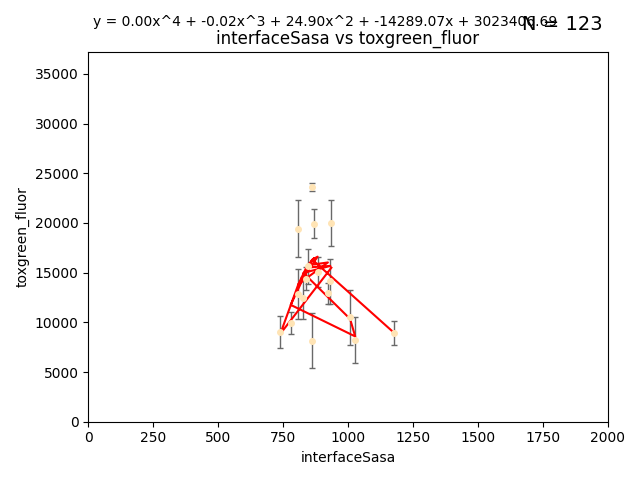 y = 0.00x^4 + -0.02x^3 + 24.90x^2 + -14289.07x + 3023406.69
N = 123
interfaceSasa vs toxgreen_fluor
35000
30000
25000
20000
15000
10000
5000
0
toxgreen_fluor
0 250 500 750 1000 1250 1500 1750 2000
interfaceSasa